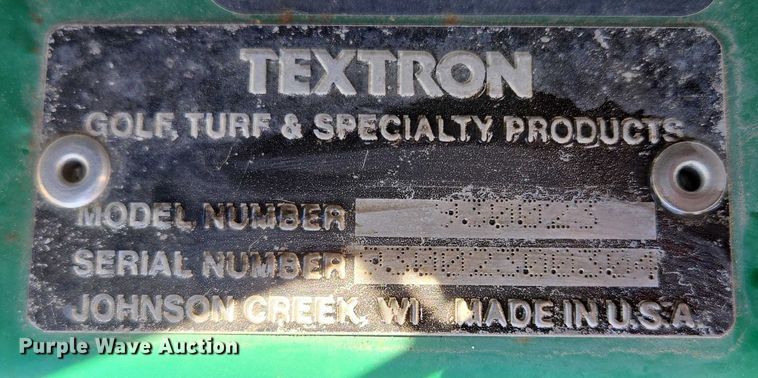 TEXTRON
GOLF, TURF & SPECIALTY PRODUCTS
MODEL NUMBER
SERIAL NUMBER
JOHNSON CREEK, WI MADE IN U.S.A
Purple Wave Auction